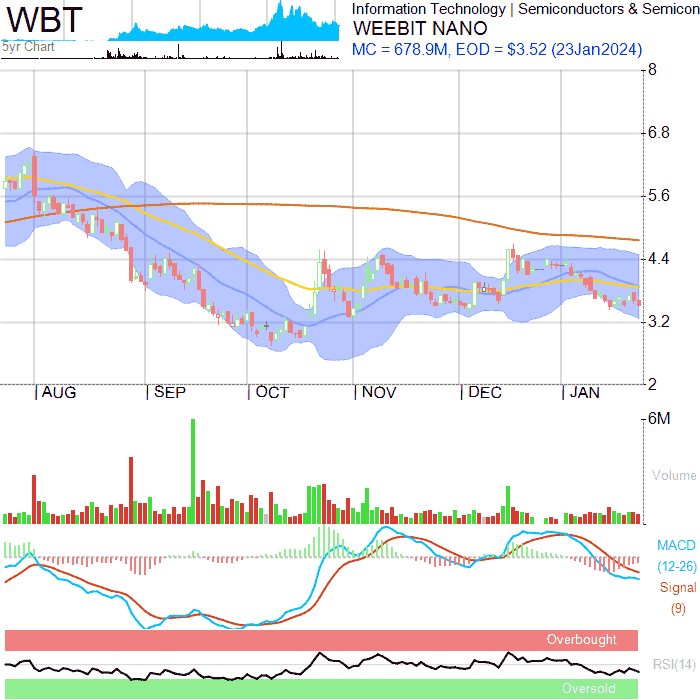 WBT
5yr Chart
Information Technology | Semiconductors & Semicon
WEEBIT NANO
MC = 678.9M, EOD = $3.52 (23Jan2024)
8
6.8
5.6
4.4
3.2
2
AUG SEP OCT NOV DEC JAN
6M
Volume
MACD
(12-26)
Signal
(9)
Overbought
RSI(14)
Oversold